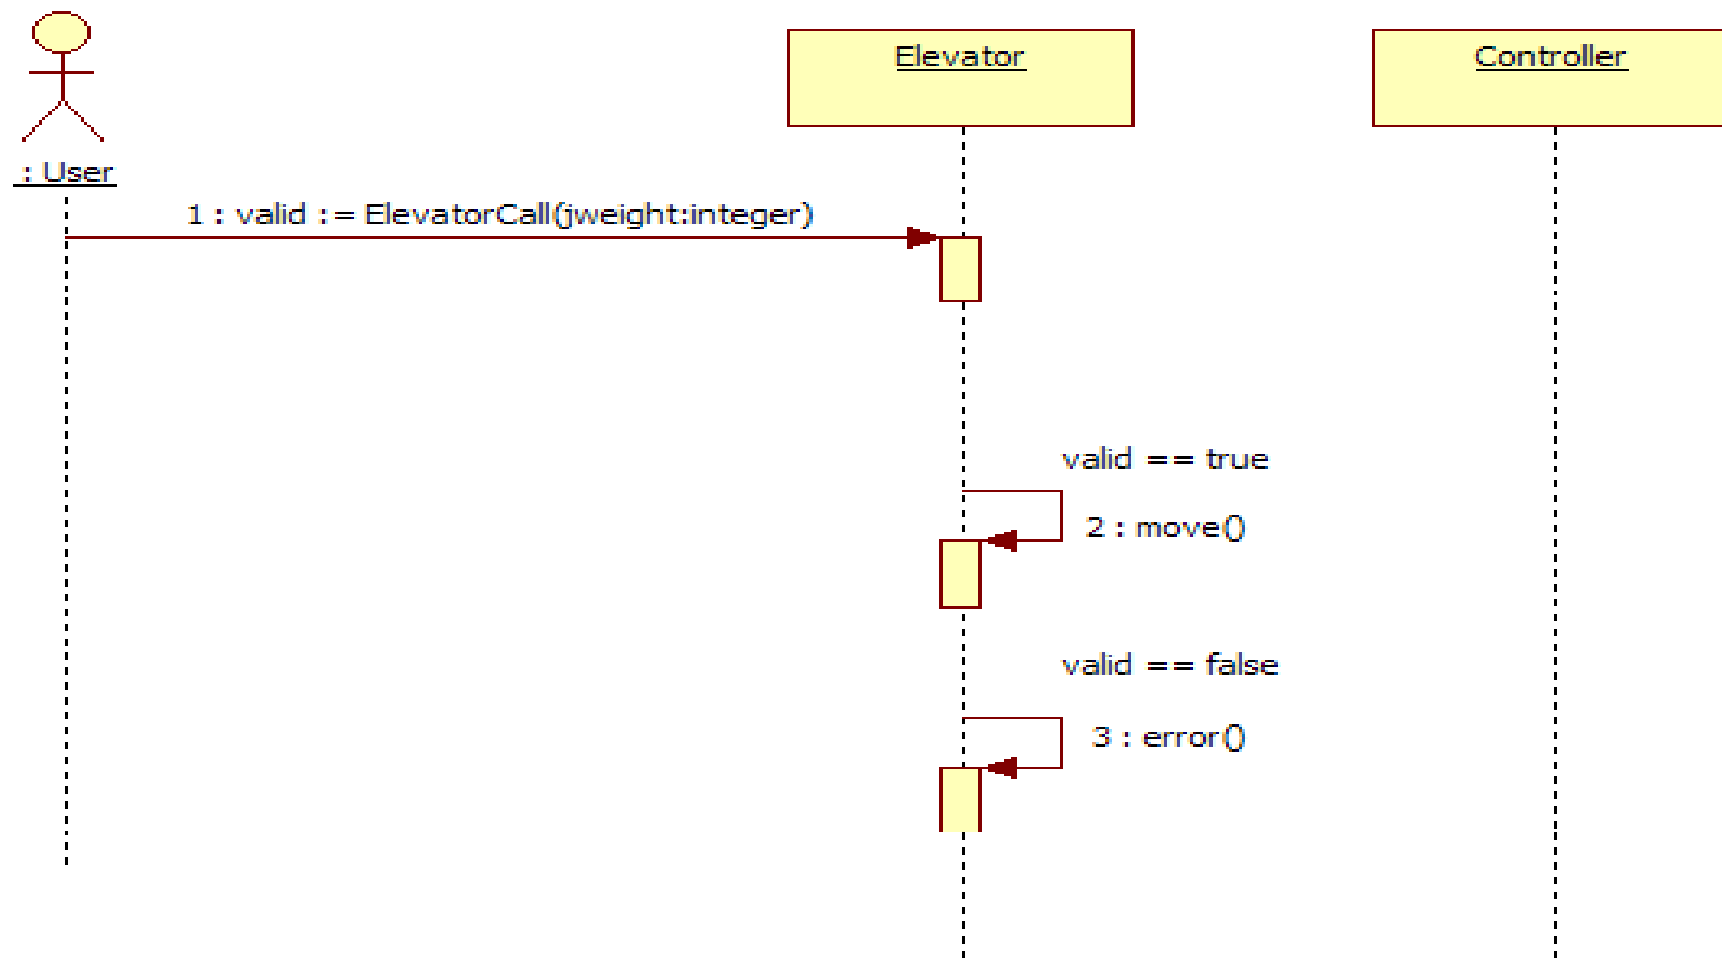 Elevator
Controller
: User
1 : valid := ElevatorCall(jweight:integer)
valid == true
2 : move()
valid == false
3 : error()